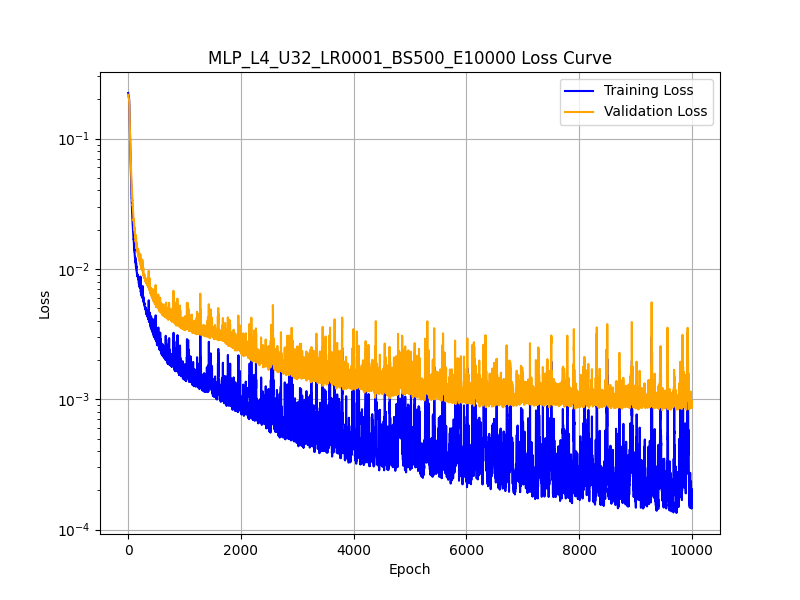 MLP_L4_U32_LR0001_BS500_E10000 Loss Curve
Training Loss
Validation Loss
Loss
10⁻¹
10⁻²
10⁻³
10⁻⁴
0 2000 4000 6000 8000 10000
Epoch